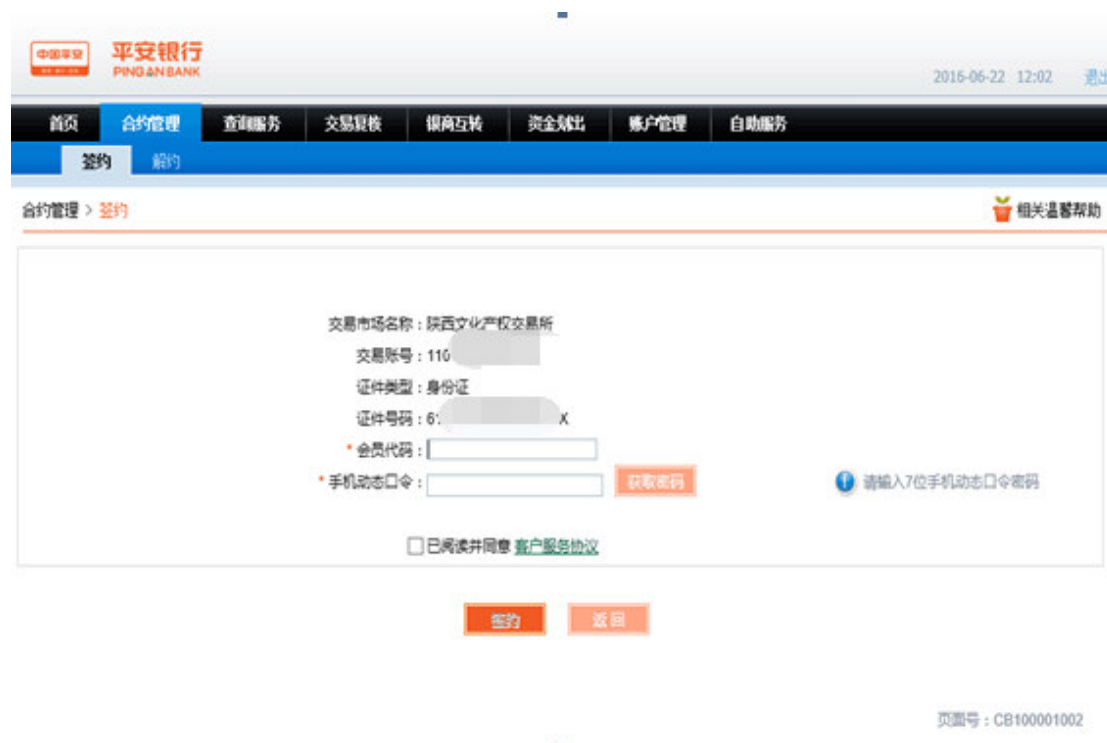 中国平安
平安银行
PING AN BANK
2016-06-22 12:02 退出
首页 合约管理 查询服务 交易复核 银商互转 资金划出 账户管理 自助服务
签约 解约
合约管理 > 签约
相关温馨帮助
交易市场名称：陕西文化产权交易所
交易账号：110
证件类型：身份证
证件号码：61 X
* 会员代码：
* 手机动态口令： 获取密码 请输入7位手机动态口令密码
已阅读并同意 客户服务协议
签约 返回
页面号：CB100001002